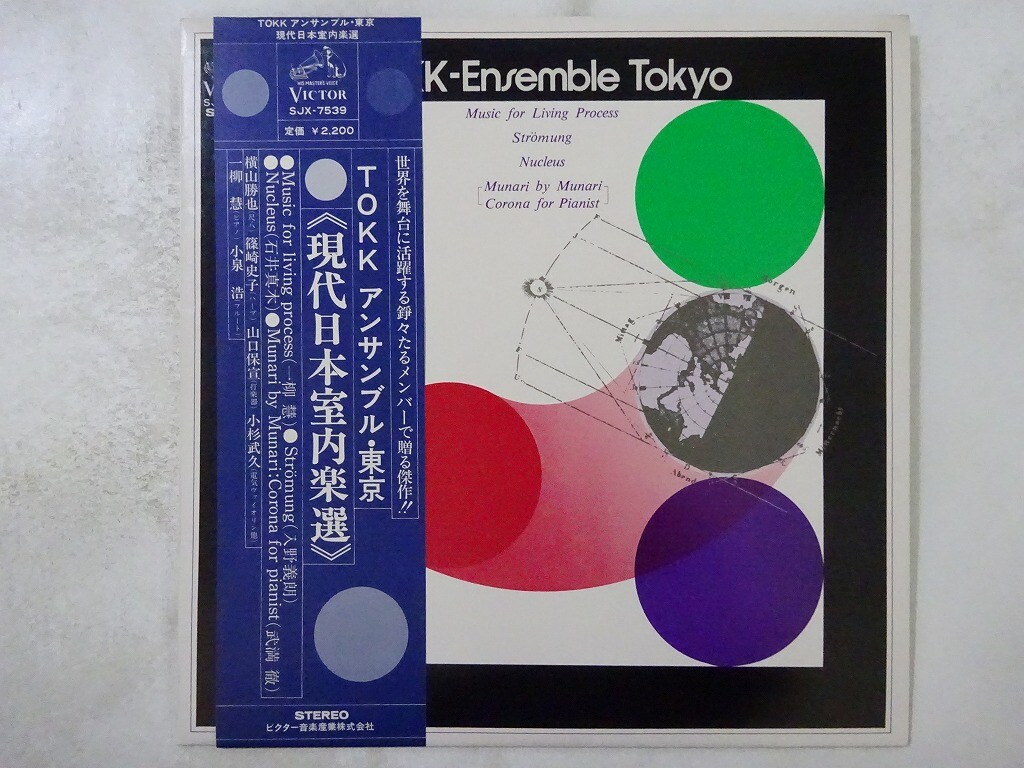 TOKK アンサンブル・東京
現代日本室内楽選
HIS MASTER'S VOICE
VICTOR
SJX-7539
定価 ¥2,200
世界を舞台に活躍する錚々たるメンバーで贈る傑作!!
TOKK アンサンブル・東京
《現代日本室内楽選》
●Music for living process(一柳 慧)●Strömung(入野義朗)
●Nucleus(石井真木)●Munari by Munari:Corona for pianist(武満 徹)
横山勝也(尺八) 篠崎史子(ハープ) 山口保宣(打楽器) 小杉武久(電気ヴァイオリン他)
一柳 慧(ピアノ) 小泉 浩(フルート)
STEREO
ビクター音楽産業株式会社
KK-Ensemble Tokyo
Music for Living Process
Strömung
Nucleus
Munari by Munari
Corona for Pianist
S
Morgen
Mittag
Abend